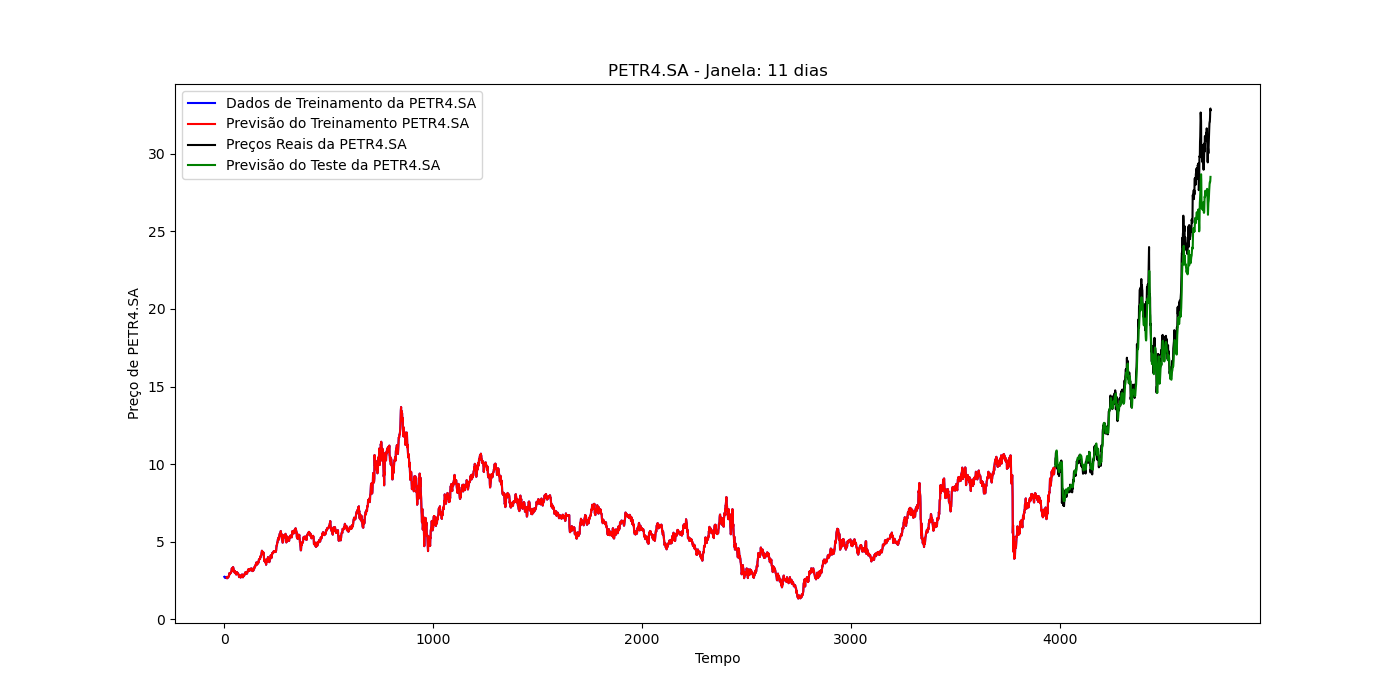 PETR4.SA - Janela: 11 dias
Dados de Treinamento da PETR4.SA
Previsão do Treinamento PETR4.SA
Preços Reais da PETR4.SA
Previsão do Teste da PETR4.SA
Preço de PETR4.SA
30
25
20
15
10
5
0
0 1000 2000 3000 4000
Tempo